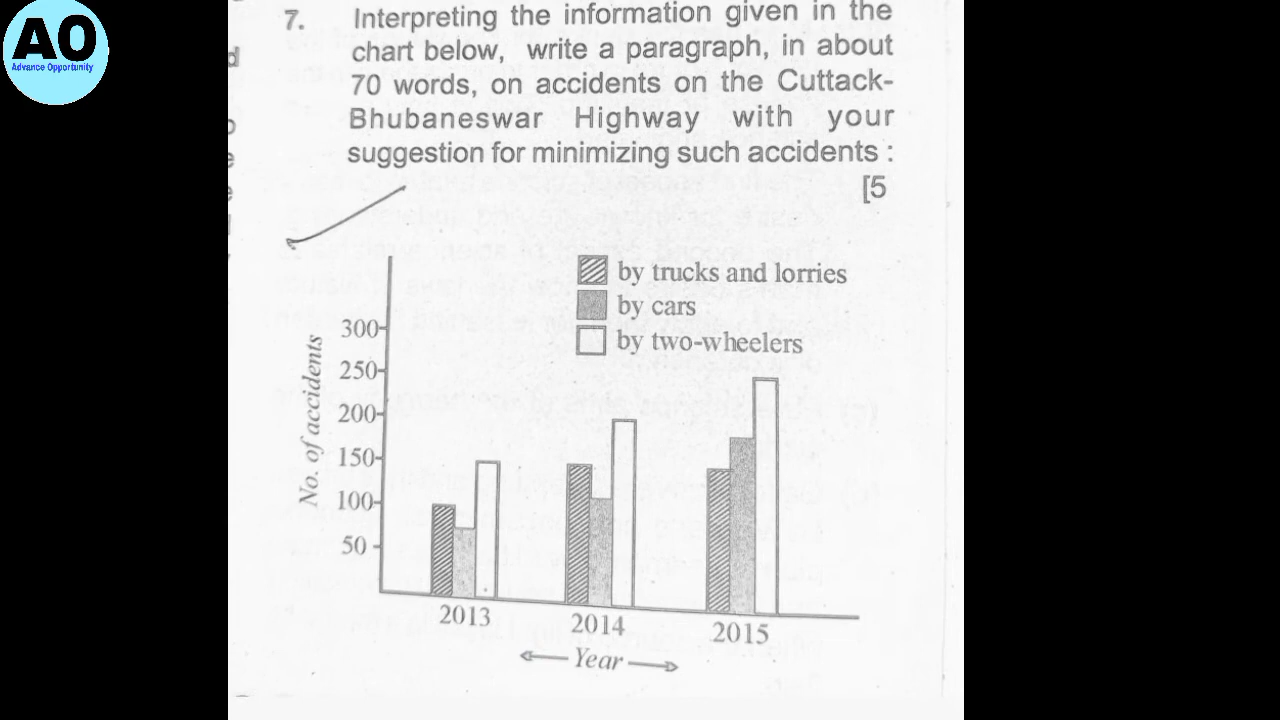 AO
Advance Opportunity
7. Interpreting the information given in the
chart below, write a paragraph, in about
70 words, on accidents on the Cuttack-
Bhubaneswar Highway with your
suggestion for minimizing such accidents :
[5
by trucks and lorries
by cars
by two-wheelers
No. of accidents
300
250
200
150
100
50
2013
2014
2015
Year